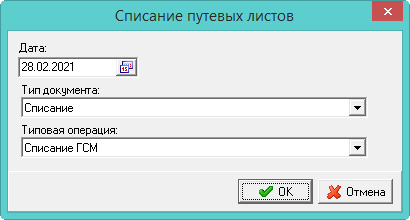 Списание путевых листов
Дата:
28.02.2021
Тип документа:
Списание
Типовая операция:
Списание ГСМ
OK
Отмена